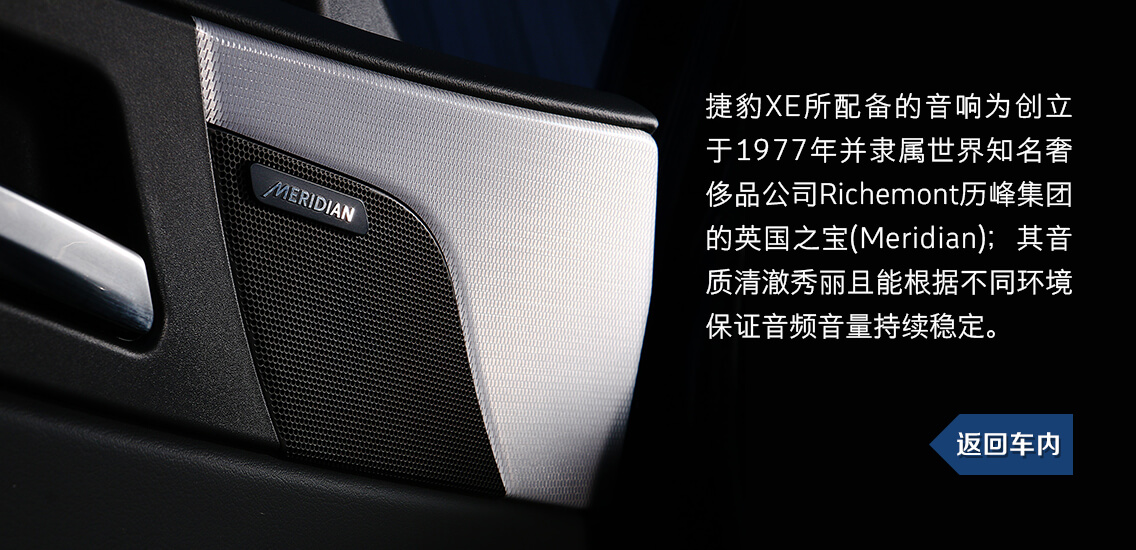 MERIDIAN
捷豹XE所配备的音响为创立
于1977年并隶属世界知名奢
侈品公司Richemont历峰集团
的英国之宝(Meridian)；其音
质清澈秀丽且能根据不同环境
保证音频音量持续稳定。
返回车内